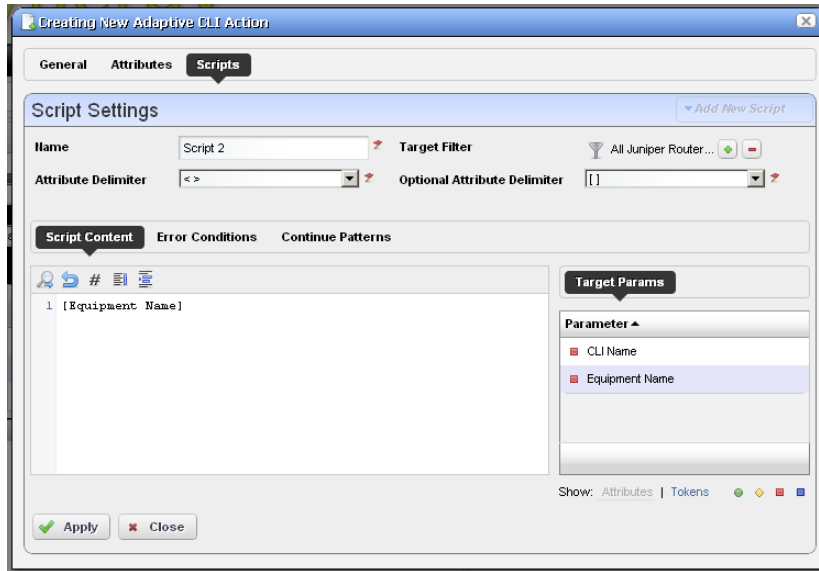 Creating New Adaptive CLI Action
General Attributes Scripts
Script Settings
Add New Script
Name Script 2 Target Filter All Juniper Router...
Attribute Delimiter < > Optional Attribute Delimiter [ ]
Script Content Error Conditions Continue Patterns
#
Target Params
1 [Equipment Name]
Parameter
CLI Name
Equipment Name
Show: Attributes | Tokens
Apply Close